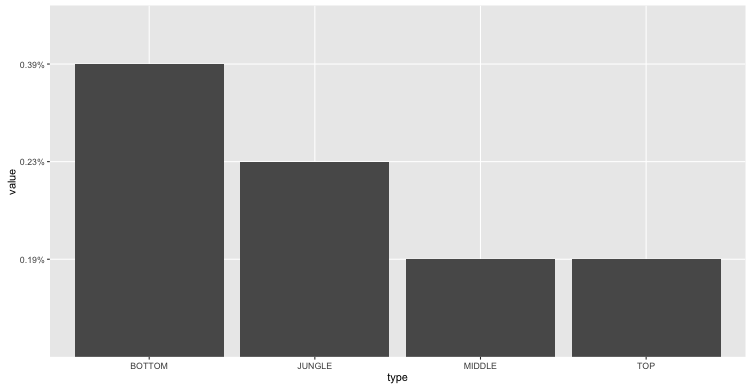 0.39%
0.23%
0.19%
value
BOTTOM JUNGLE MIDDLE TOP
type